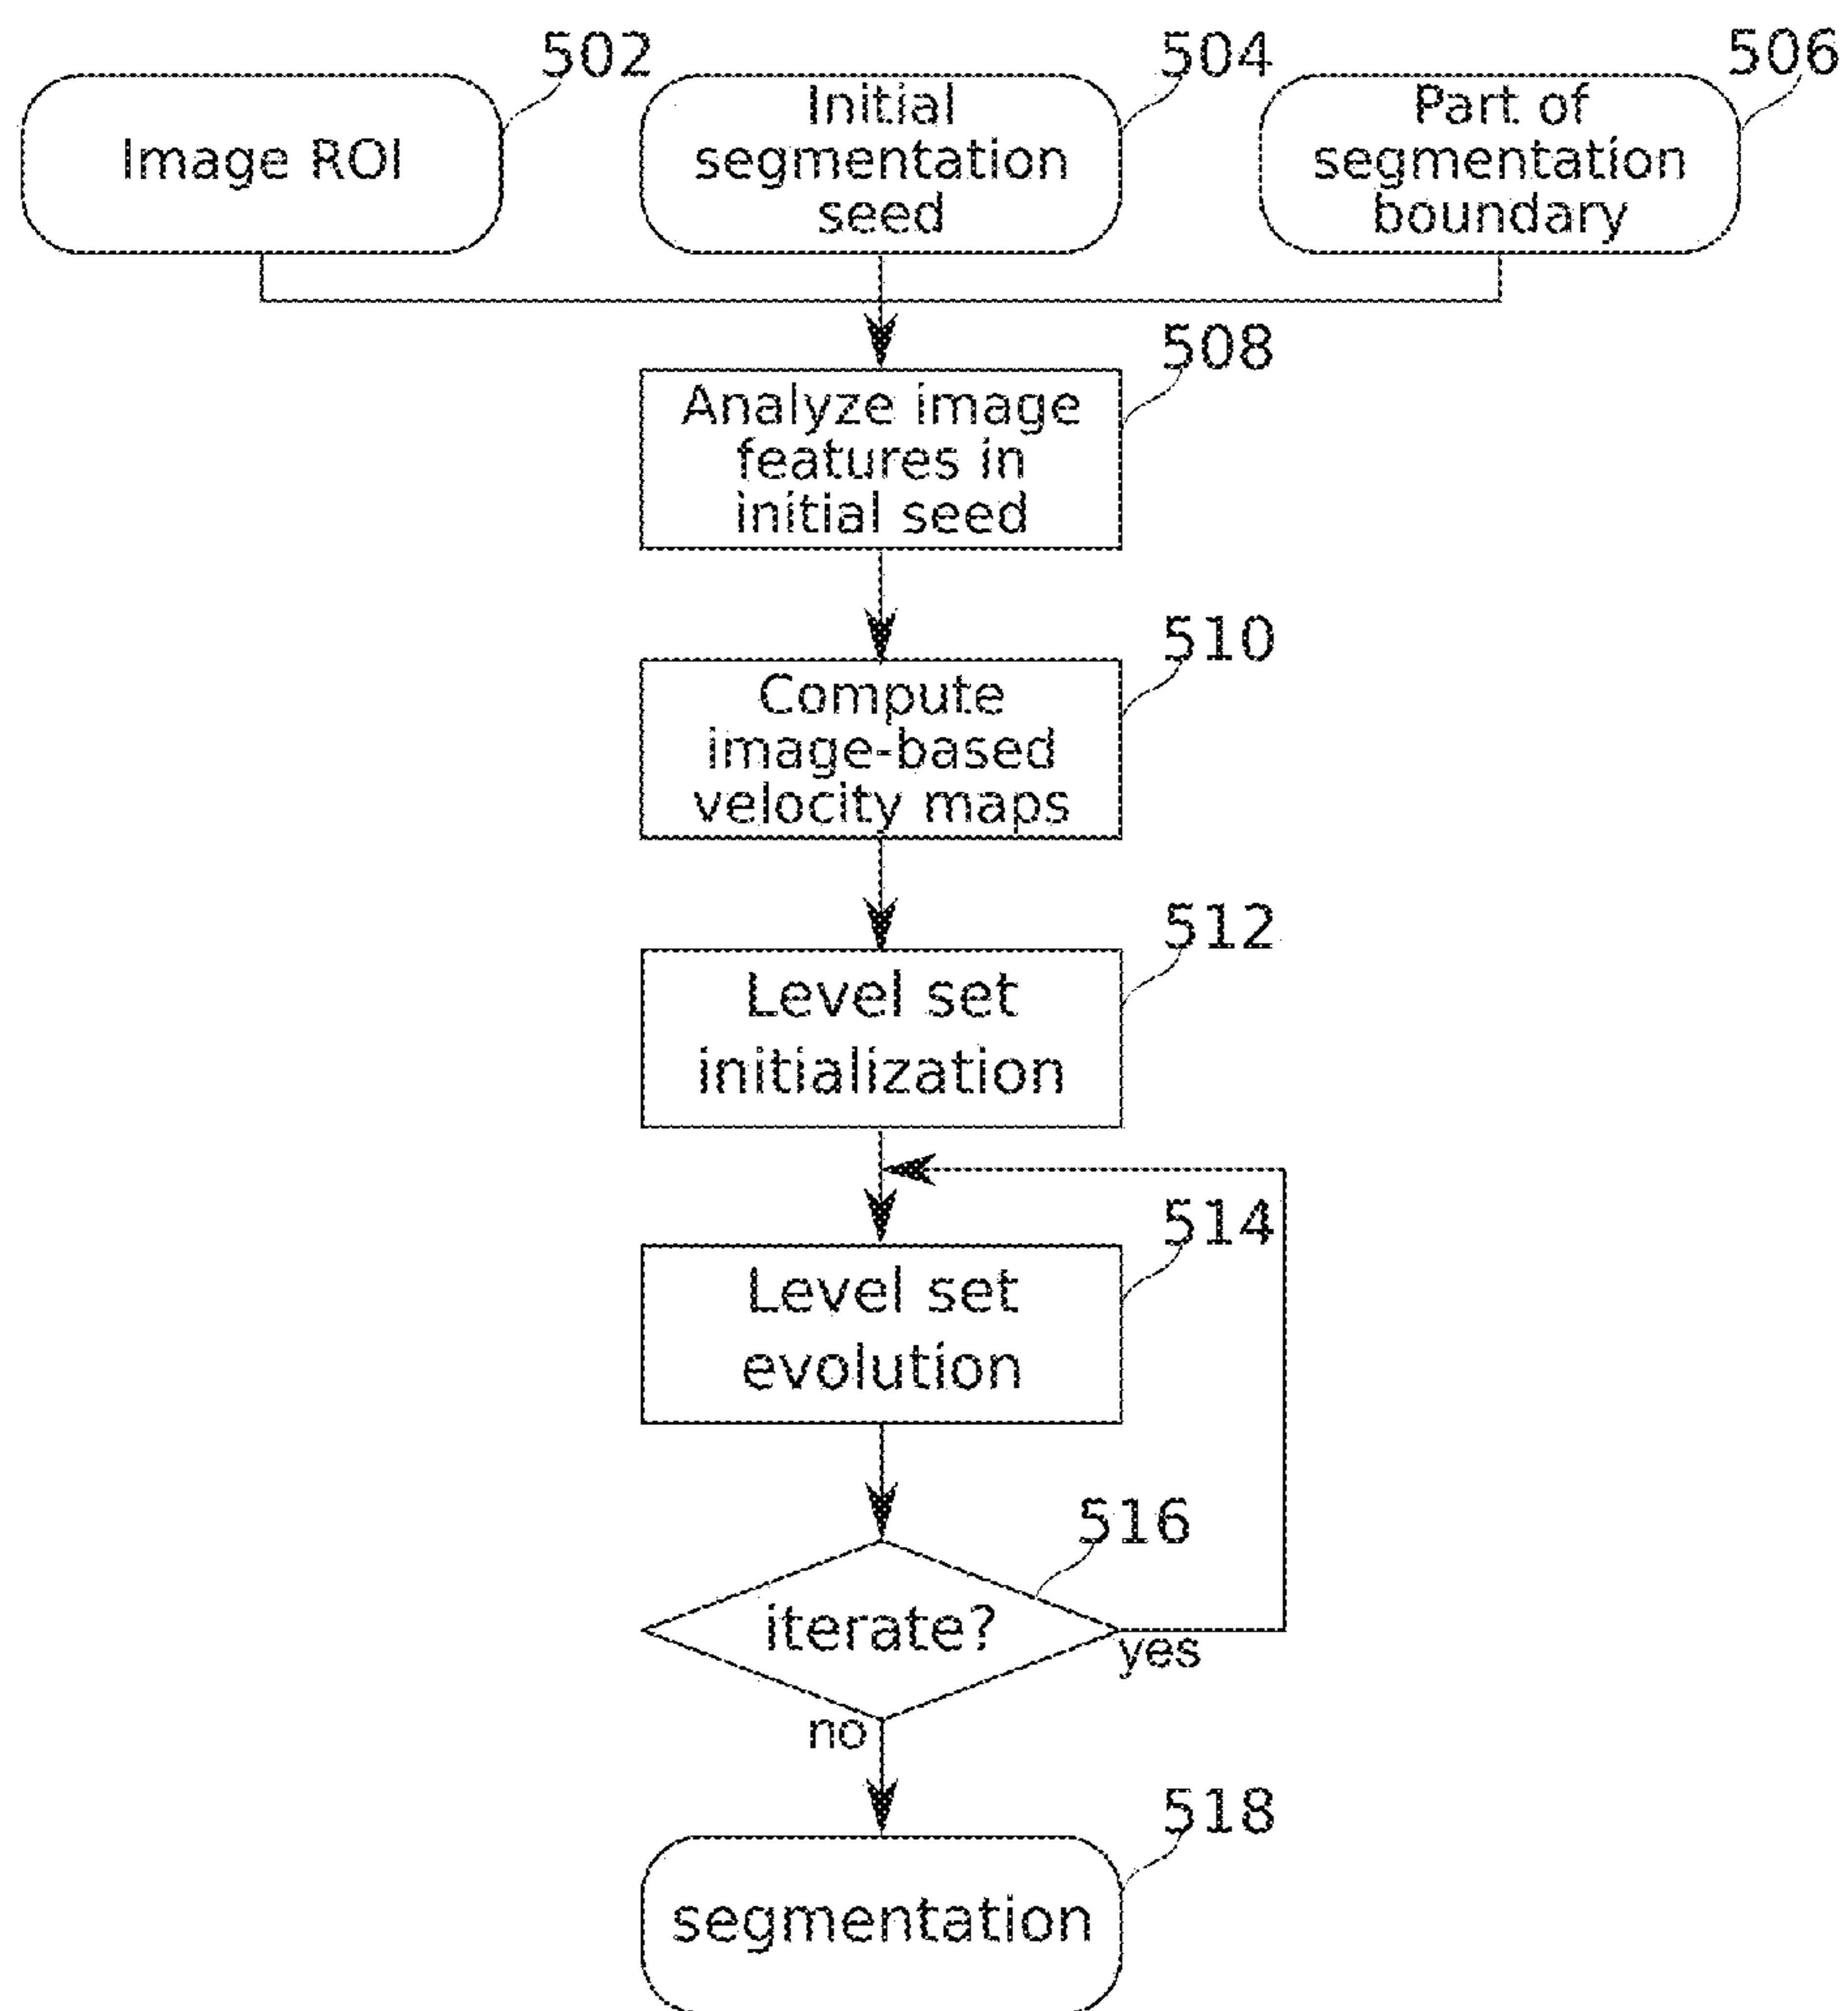 502
504
506
Image ROI
Initial
segmentation
seed
Part of
segmentation
boundary
508
Analyze image
features in
initial seed
510
Compute
image-based
velocity maps
512
Level set
initialization
514
Level set
evolution
516
iterate?
yes
no
518
segmentation